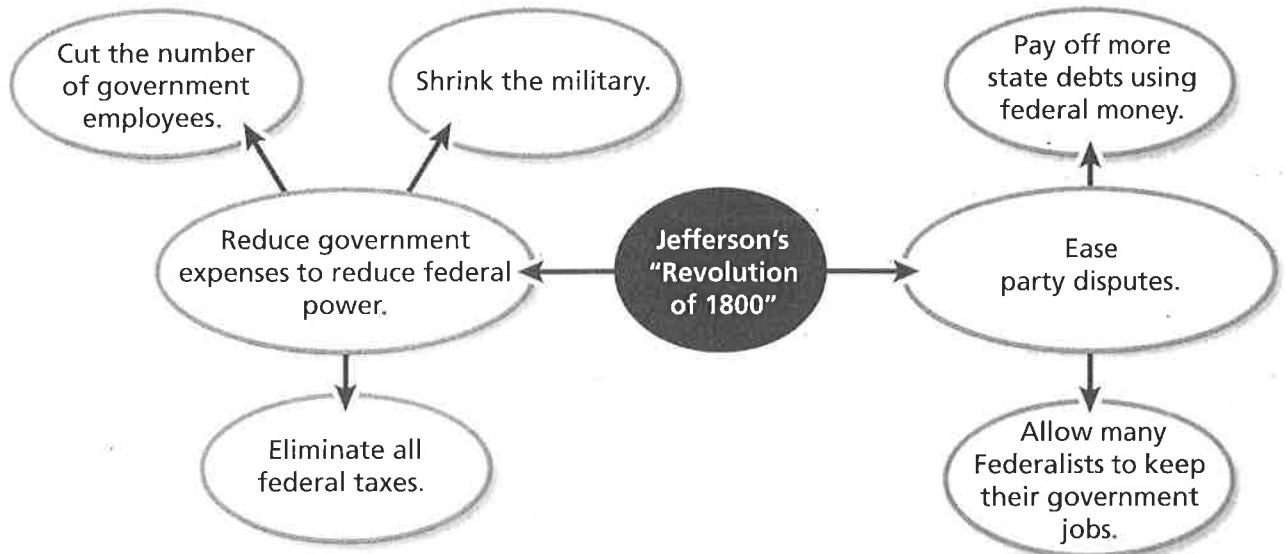 Cut the number
of government
employees.
Shrink the military.
Pay off more
state debts using
federal money.
Reduce government
expenses to reduce federal
power.
Jefferson's
"Revolution
of 1800"
Ease
party disputes.
Eliminate all
federal taxes.
Allow many
Federalists to keep
their government
jobs.